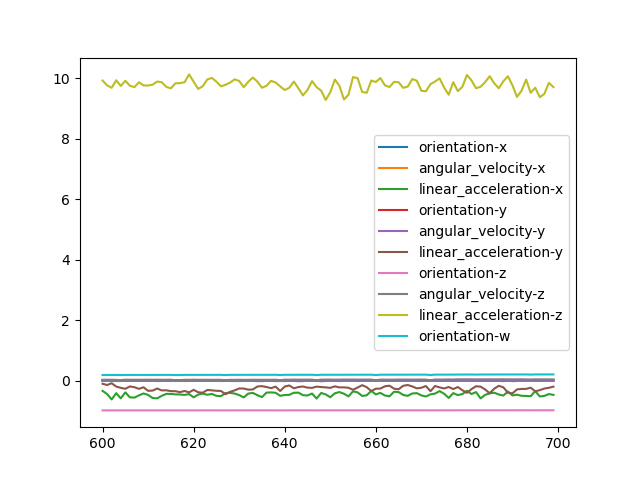 10
8
6
4
2
0
600
620
640
660
680
700
orientation-x
angular_velocity-x
linear_acceleration-x
orientation-y
angular_velocity-y
linear_acceleration-y
orientation-z
angular_velocity-z
linear_acceleration-z
orientation-w